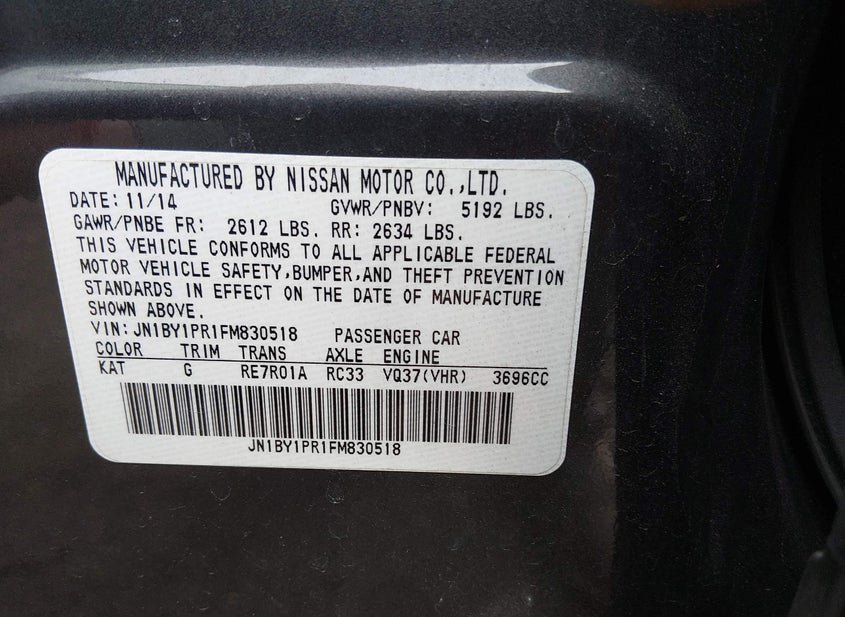 MANUFACTURED BY NISSAN MOTOR CO.,LTD.
DATE: 11/14 GVWR/PNBV: 5192 LBS.
GAWR/PNBE FR: 2612 LBS. RR: 2634 LBS.
THIS VEHICLE CONFORMS TO ALL APPLICABLE FEDERAL
MOTOR VEHICLE SAFETY,BUMPER,AND THEFT PREVENTION
STANDARDS IN EFFECT ON THE DATE OF MANUFACTURE
SHOWN ABOVE.
VIN: JN1BY1PR1FM830518 PASSENGER CAR
COLOR TRIM TRANS AXLE ENGINE
KAT G RE7R01A RC33 VQ37(VHR) 3696CC
JN1BY1PR1FM830518